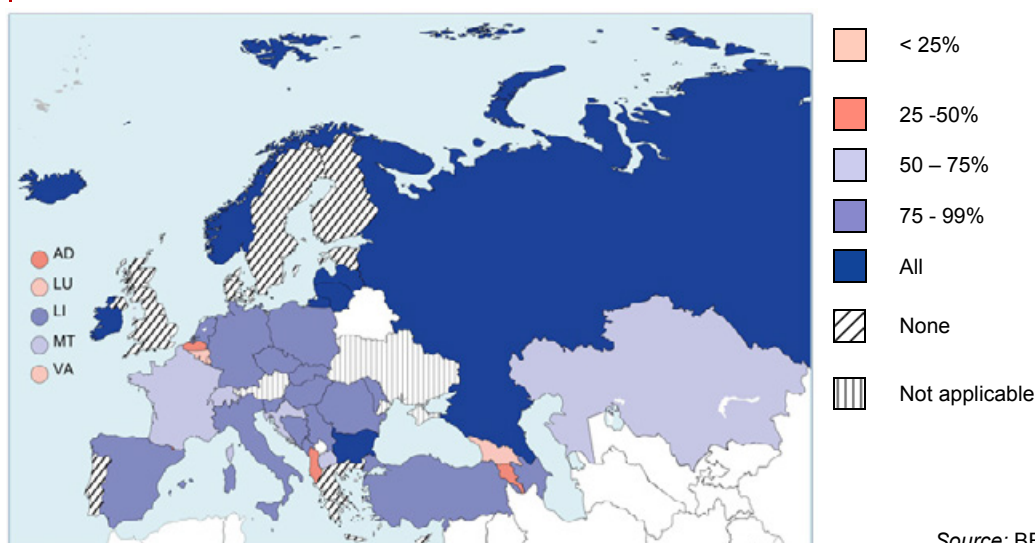 AD
LU
LI
MT
VA
< 25%
25 -50%
50 – 75%
75 - 99%
All
None
Not applicable
Source: